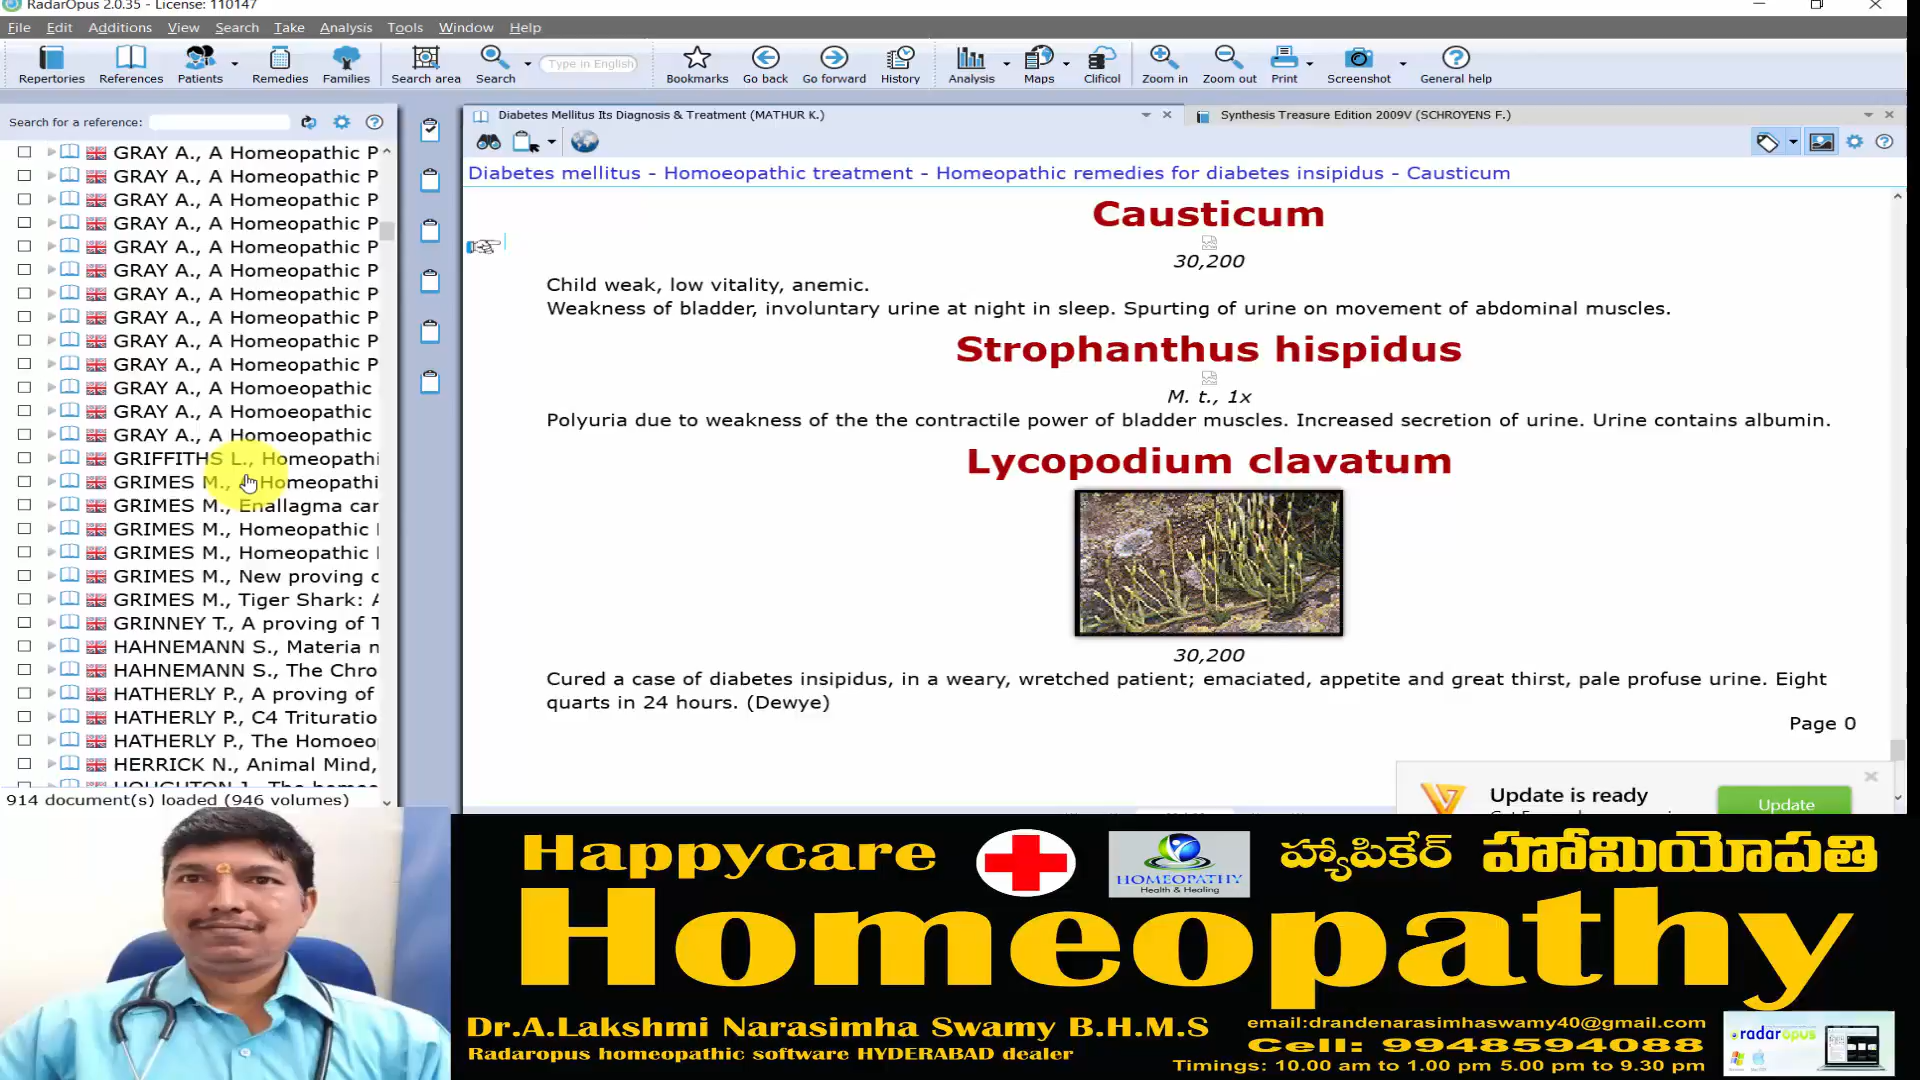 RadarOpus 2.0.35 - License: 110147
File Edit Additions View Search Take Analysis Tools Window Help
Repertories References Patients Remedies Families Search area Search Type in English Bookmarks Go back Go forward History Analysis Maps Clificol Zoom in Zoom out Print Screenshot General help
Search for a reference:
Diabetes Mellitus Its Diagnosis & Treatment (MATHUR K.)
Synthesis Treasure Edition 2009V (SCHROYENS F.)
GRAY A., A Homeopathic P
GRAY A., A Homeopathic P
GRAY A., A Homeopathic P
GRAY A., A Homeopathic P
GRAY A., A Homeopathic P
GRAY A., A Homeopathic P
GRAY A., A Homeopathic P
GRAY A., A Homeopathic P
GRAY A., A Homeopathic P
GRAY A., A Homeopathic P
GRAY A., A Homoeopathic
GRAY A., A Homoeopathic
GRAY A., A Homoeopathic
GRIFFITHS L., Homeopathi
GRIMES M., Homeopathi
GRIMES M., Enallagma car
GRIMES M., Homeopathic
GRIMES M., Homeopathic
GRIMES M., New proving
GRIMES M., Tiger Shark:
GRINNEY T., A proving of
HAHNEMANN S., Materia
HAHNEMANN S., The Chro
HATHERLY P., A proving of
HATHERLY P., C4 Trituratio
HATHERLY P., The Homoeo
HERRICK N., Animal Mind,
914 document(s) loaded (946 volumes)
Diabetes mellitus - Homoeopathic treatment - Homeopathic remedies for diabetes insipidus - Causticum
Causticum
30,200
Child weak, low vitality, anemic.
Weakness of bladder, involuntary urine at night in sleep. Spurting of urine on movement of abdominal muscles.
Strophanthus hispidus
M. t., 1x
Polyuria due to weakness of the the contractile power of bladder muscles. Increased secretion of urine. Urine contains albumin.
Lycopodium clavatum
30,200
Cured a case of diabetes insipidus, in a weary, wretched patient; emaciated, appetite and great thirst, pale profuse urine. Eight
quarts in 24 hours. (Dewye)
Page 0
Update is ready
Update
Happycare
HOMEOPATHY
Health & Healing
హ్యాపికేర్ హోమియోపతి
Homeopathy
Dr.A.Lakshmi Narasimha Swamy B.H.M.S
Radaropus homeopathic software HYDERABAD dealer
email:drandenarasimhaswamy40@gmail.com
Cell: 9948594088
Timings: 10.00 am to 1.00 pm 5.00 pm to 9.30 pm
radaropus